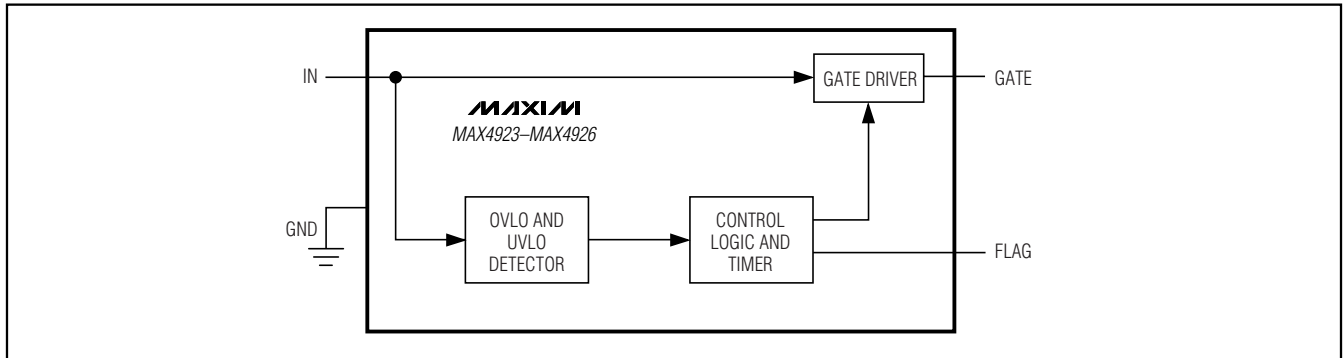 IN
GATE DRIVER
GATE
MAXIM
MAX4923–MAX4926
GND
OVLO AND
UVLO
DETECTOR
CONTROL
LOGIC AND
TIMER
FLAG